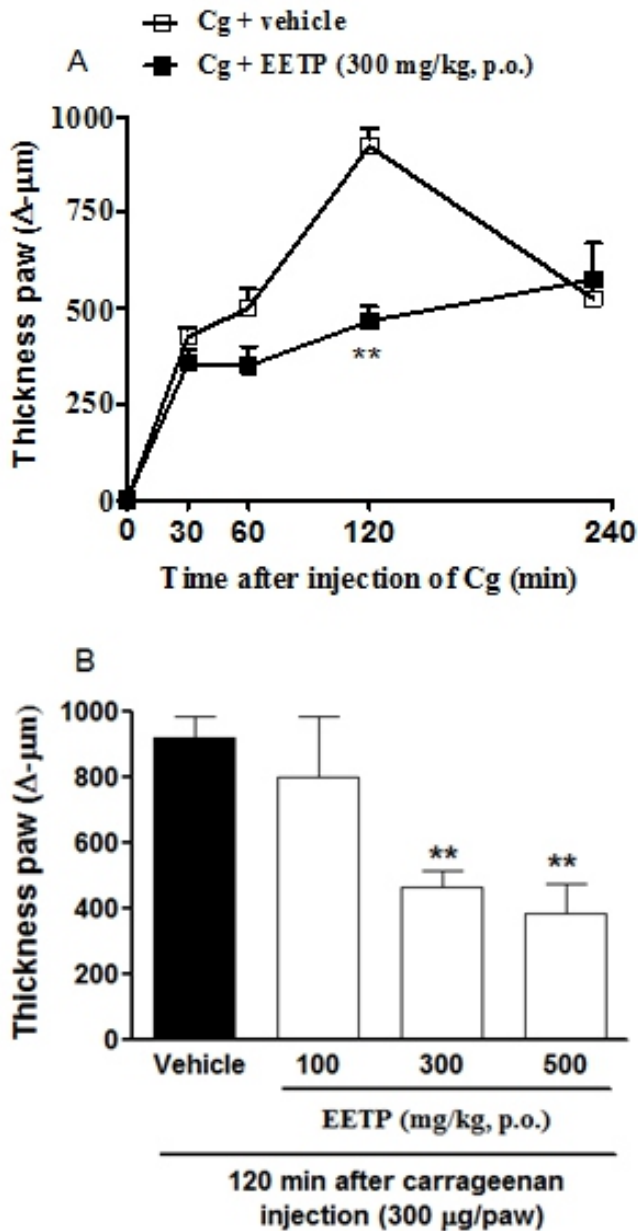 Cg + vehicle
A
Cg + EETP (300 mg/kg, p.o.)
Thickness paw (Δ-μm)
1000
750
500
250
0
0 30 60 120 240
**
Time after injection of Cg (min)
B
Thickness paw (Δ-μm)
1000
800
600
400
200
0
** **
Vehicle 100 300 500
EETP (mg/kg, p.o.)
120 min after carrageenan
injection (300 μg/paw)